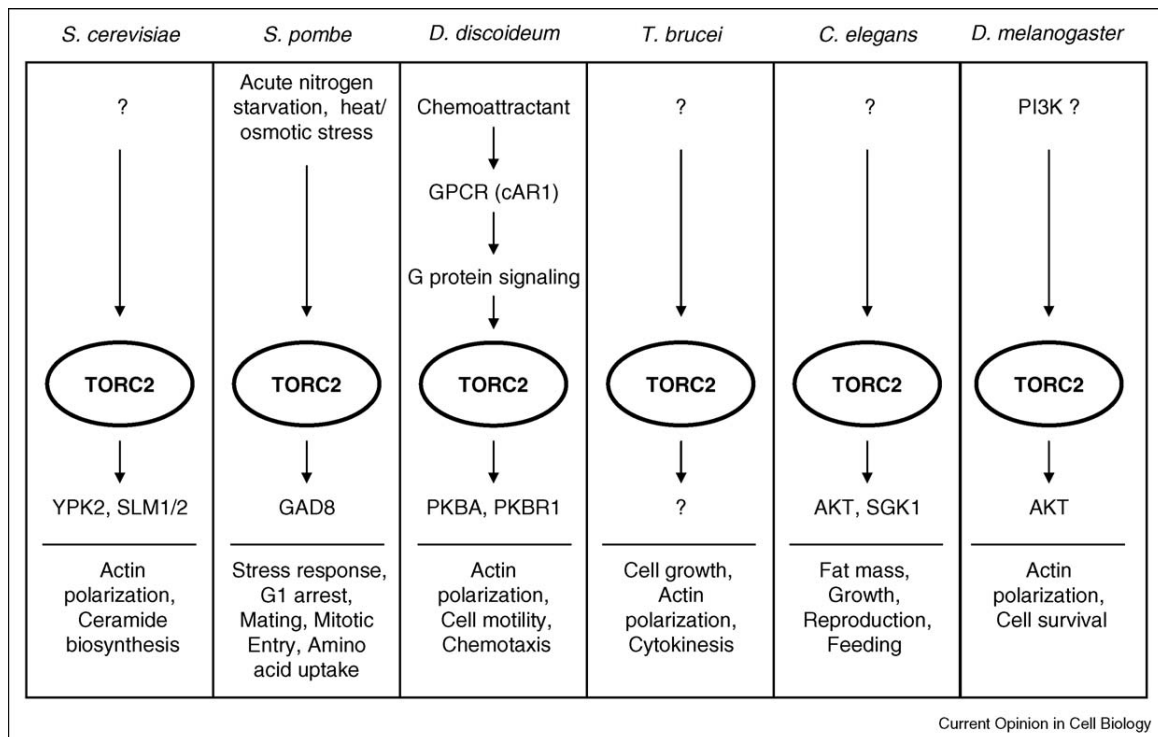 S. cerevisiae
S. pombe
D. discoideum
T. brucei
C. elegans
D. melanogaster
?
TORC2
YPK2, SLM1/2
Actin
polarization,
Ceramide
biosynthesis
Acute nitrogen
starvation, heat/
osmotic stress
TORC2
GAD8
Stress response,
G1 arrest,
Mating, Mitotic
Entry, Amino
acid uptake
Chemoattractant
GPCR (cAR1)
G protein signaling
TORC2
PKBA, PKBR1
Actin
polarization,
Cell motility,
Chemotaxis
?
TORC2
?
Cell growth,
Actin
polarization,
Cytokinesis
?
TORC2
AKT, SGK1
Fat mass,
Growth,
Reproduction,
Feeding
PI3K ?
TORC2
AKT
Actin
polarization,
Cell survival
Current Opinion in Cell Biology